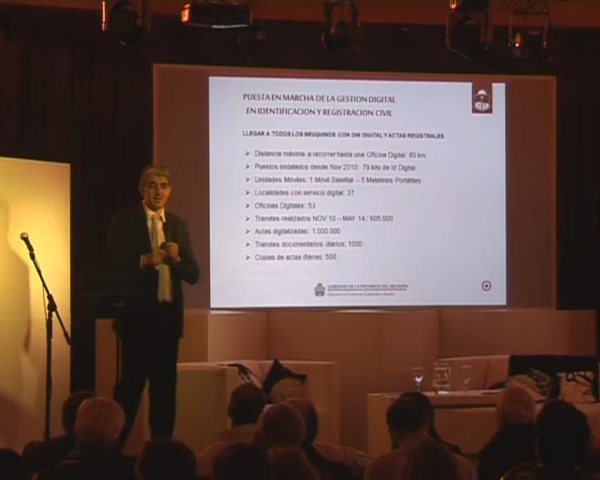 PUESTA EN MARCHA DE LA GESTION DIGITAL
EN IDENTIFICACION Y REGISTRACION CIVIL
LLEGAR A TODOS LOS NEUQUINOS CON DNI DIGITAL Y ACTAS REGISTRALES
➢ Distancia máxima a recorrer hasta una Oficina Digital: 80 km
➢ Puestos instalados desde Nov 2010: 79 kits de Id Digital
➢ Unidades Móviles: 1 Móvil Satelital – 5 Maletines Portátiles
➢ Localidades con servicio digital: 37
➢ Oficinas Digitales: 53
➢ Tramites realizados NOV 10 – MAY 14: 605.000
➢ Actas digitalizadas: 1.000.000
➢ Tramites documentarios diarios: 1000
➢ Copias de actas diarias: 500
GOBIERNO DE LA PROVINCIA DEL NEUQUEN